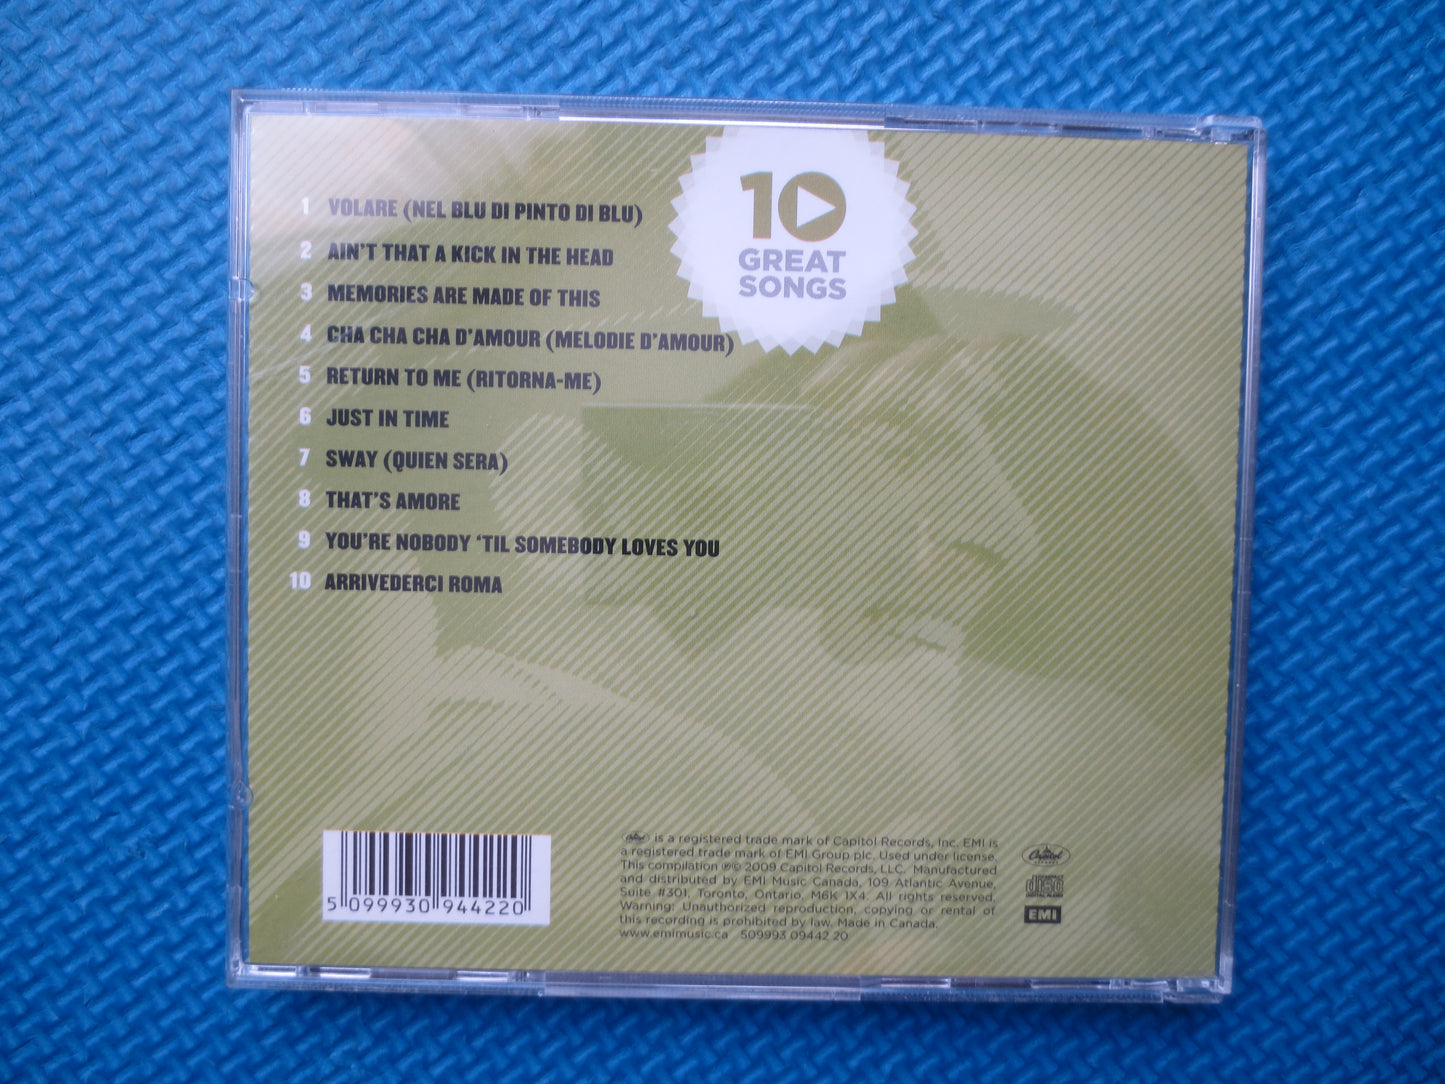 10
GREAT
SONGS
1 VOLARE (NEL BLU DI PINTO DI BLU)
2 AIN'T THAT A KICK IN THE HEAD
3 MEMORIES ARE MADE OF THIS
4 CHA CHA CHA D'AMOUR (MELODIE D'AMOUR)
5 RETURN TO ME (RITORNA-ME)
6 JUST IN TIME
7 SWAY (QUIEN SERA)
8 THAT'S AMORE
9 YOU'RE NOBODY 'TIL SOMEBODY LOVES YOU
10 ARRIVEDERCI ROMA
5 099930 944220
Capitol is a registered trade mark of Capitol Records, Inc. EMI is
a registered trade mark of EMI Group plc. Used under license.
This compilation ℗© 2009 Capitol Records, LLC. Manufactured
and distributed by EMI Music Canada, 109 Atlantic Avenue,
Suite #301, Toronto, Ontario, M6K 1X4. All rights reserved.
Warning: Unauthorized reproduction, copying or rental of
this recording is prohibited by law. Made in Canada.
www.emimusic.ca 509993 09442 20
Capitol
RECORDS
COMPACT
disc
EMI